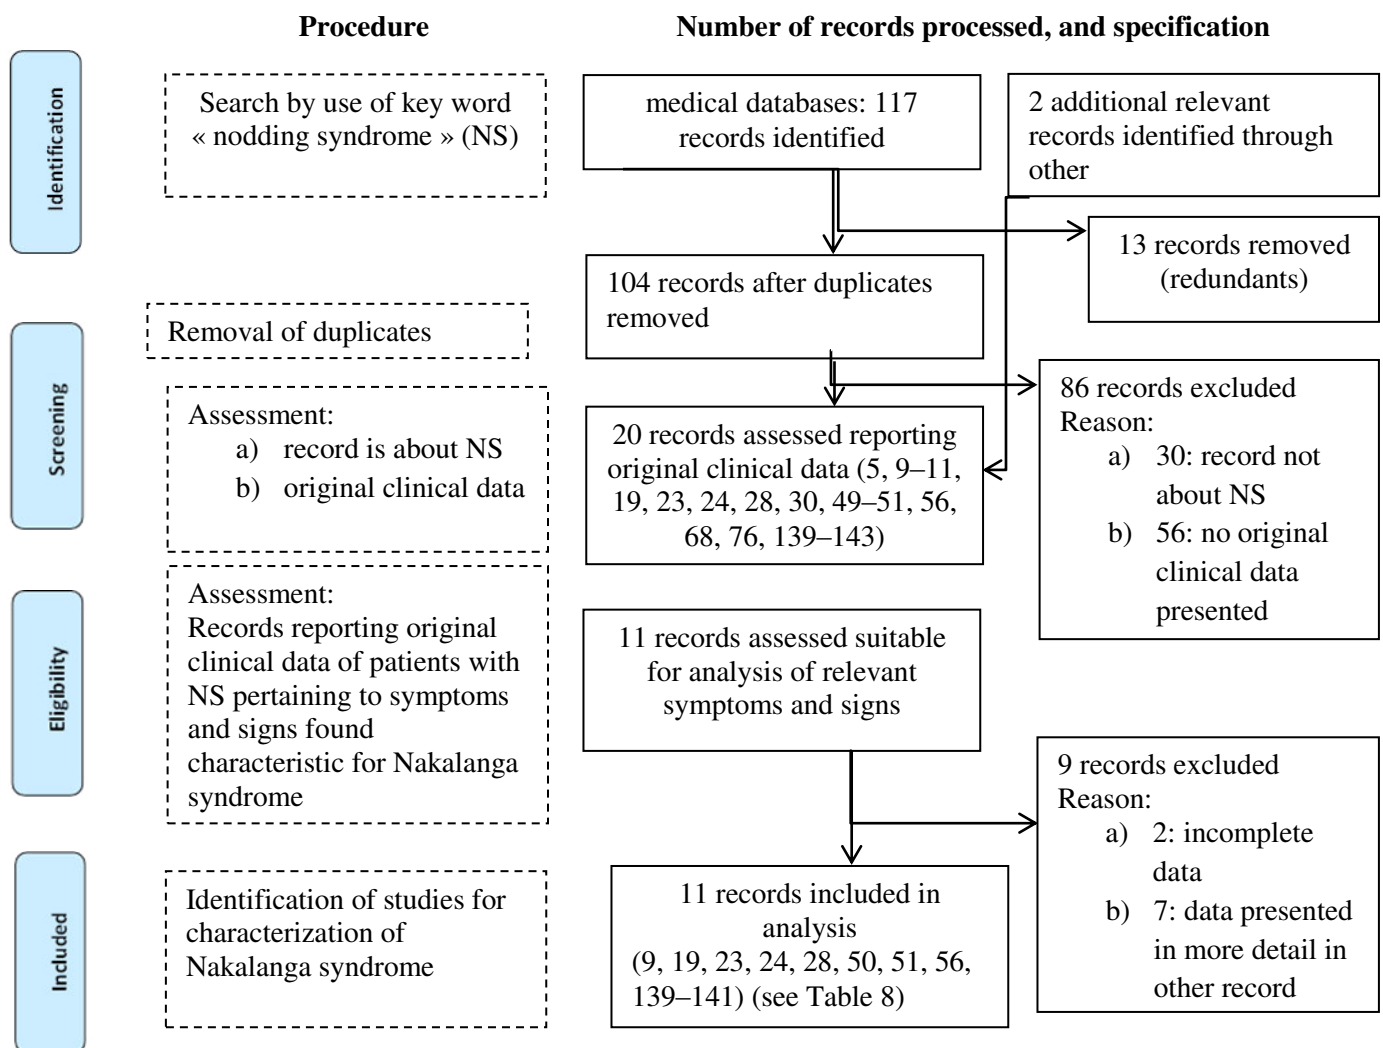 Procedure
Number of records processed, and specification
Identification
Search by use of key word
« nodding syndrome » (NS)
medical databases: 117
records identified
2 additional relevant
records identified through
other
13 records removed
(redundants)
104 records after duplicates
removed
Removal of duplicates
Screening
Assessment:
a) record is about NS
b) original clinical data
20 records assessed reporting
original clinical data (5, 9–11,
19, 23, 24, 28, 30, 49–51, 56,
68, 76, 139–143)
86 records excluded
Reason:
a) 30: record not
about NS
b) 56: no original
clinical data
presented
Eligibility
Assessment:
Records reporting original
clinical data of patients with
NS pertaining to symptoms
and signs found
characteristic for Nakalanga
syndrome
11 records assessed suitable
for analysis of relevant
symptoms and signs
9 records excluded
Reason:
a) 2: incomplete
data
b) 7: data presented
in more detail in
other record
Included
Identification of studies for
characterization of
Nakalanga syndrome
11 records included in
analysis
(9, 19, 23, 24, 28, 50, 51, 56,
139–141) (see Table 8)